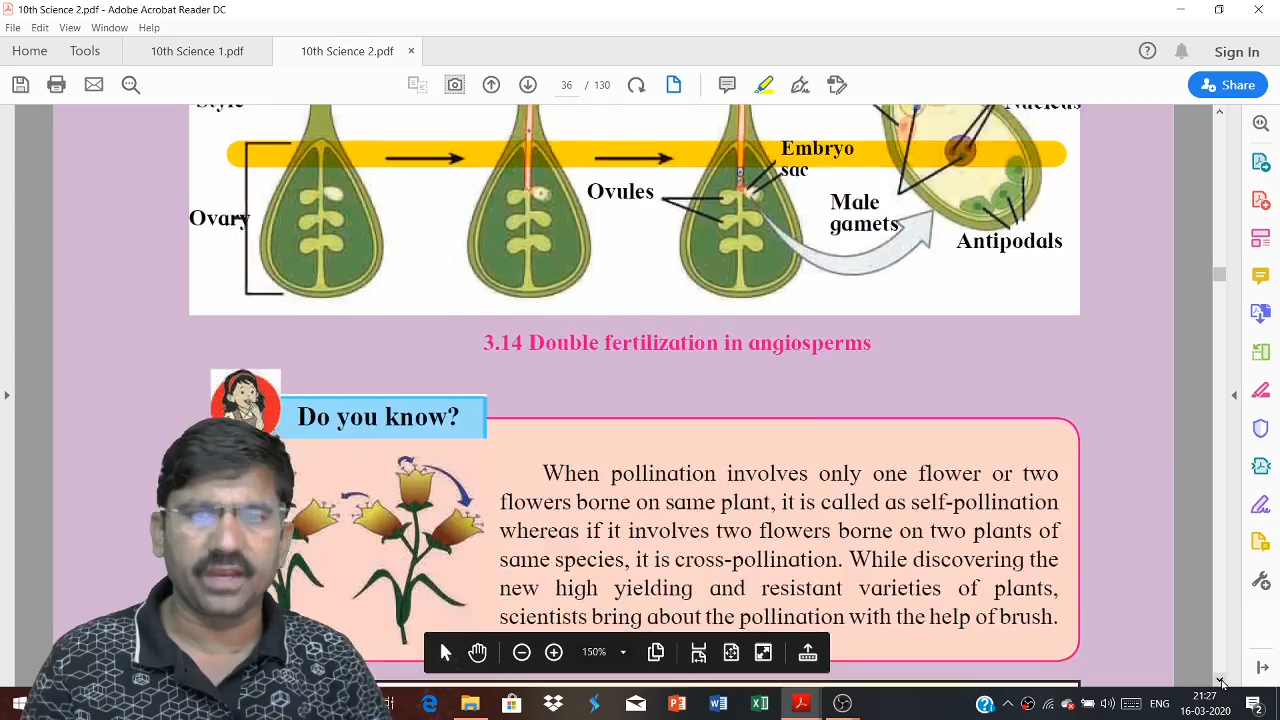 10th Science 2.pdf - Adobe Acrobat Reader DC
File Edit View Window Help
Home Tools 10th Science 1.pdf 10th Science 2.pdf × Sign In
36 / 130 Share
Style
Nucleus
Embryo
sac
Ovules
Male
gamets
Ovary
Antipodals
3.14 Double fertilization in angiosperms
Do you know?
When pollination involves only one flower or two
flowers borne on same plant, it is called as self-pollination
whereas if it involves two flowers borne on two plants of
same species, it is cross-pollination. While discovering the
new high yielding and resistant varieties of plants,
scientists bring about the pollination with the help of brush.
150%
21:27
ENG
16-03-2020
2